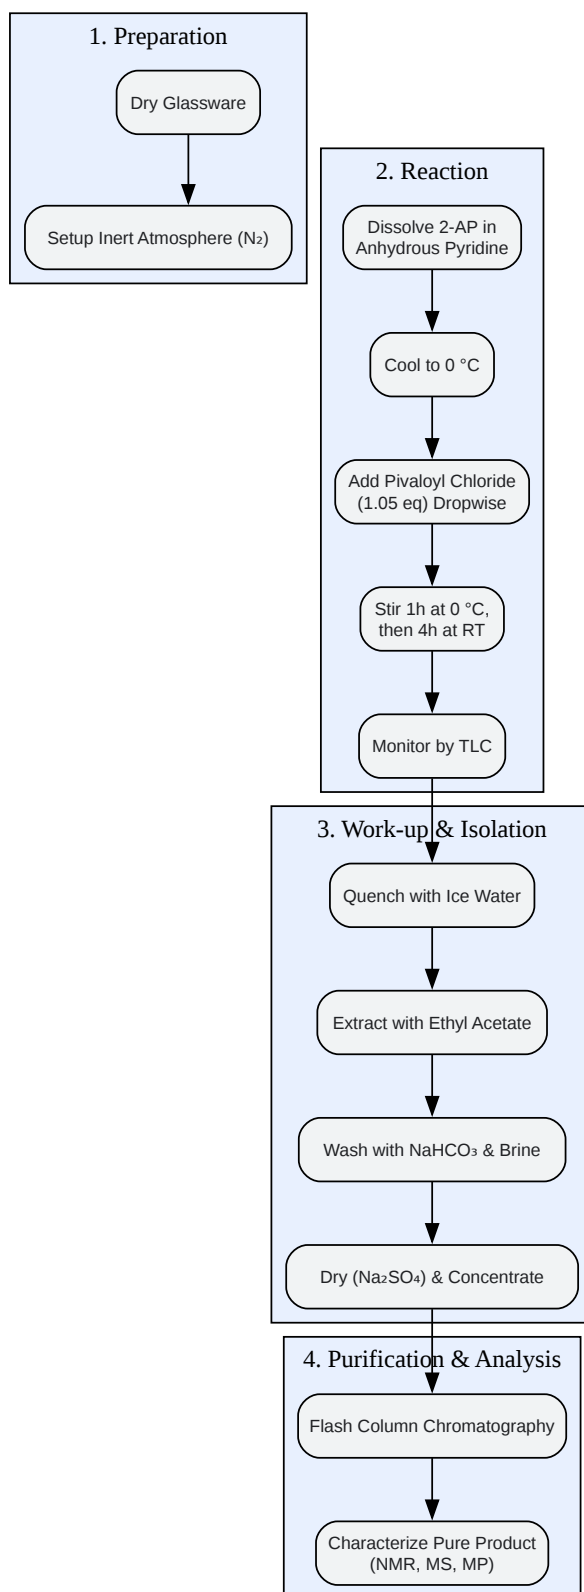 1. Preparation
Dry Glassware
Setup Inert Atmosphere (N₂)
2. Reaction
Dissolve 2-AP in
Anhydrous Pyridine
Cool to 0 °C
Add Pivaloyl Chloride
(1.05 eq) Dropwise
Stir 1h at 0 °C,
then 4h at RT
Monitor by TLC
3. Work-up & Isolation
Quench with Ice Water
Extract with Ethyl Acetate
Wash with NaHCO₃ & Brine
Dry (Na₂SO₄) & Concentrate
4. Purification & Analysis
Flash Column Chromatography
Characterize Pure Product
(NMR, MS, MP)